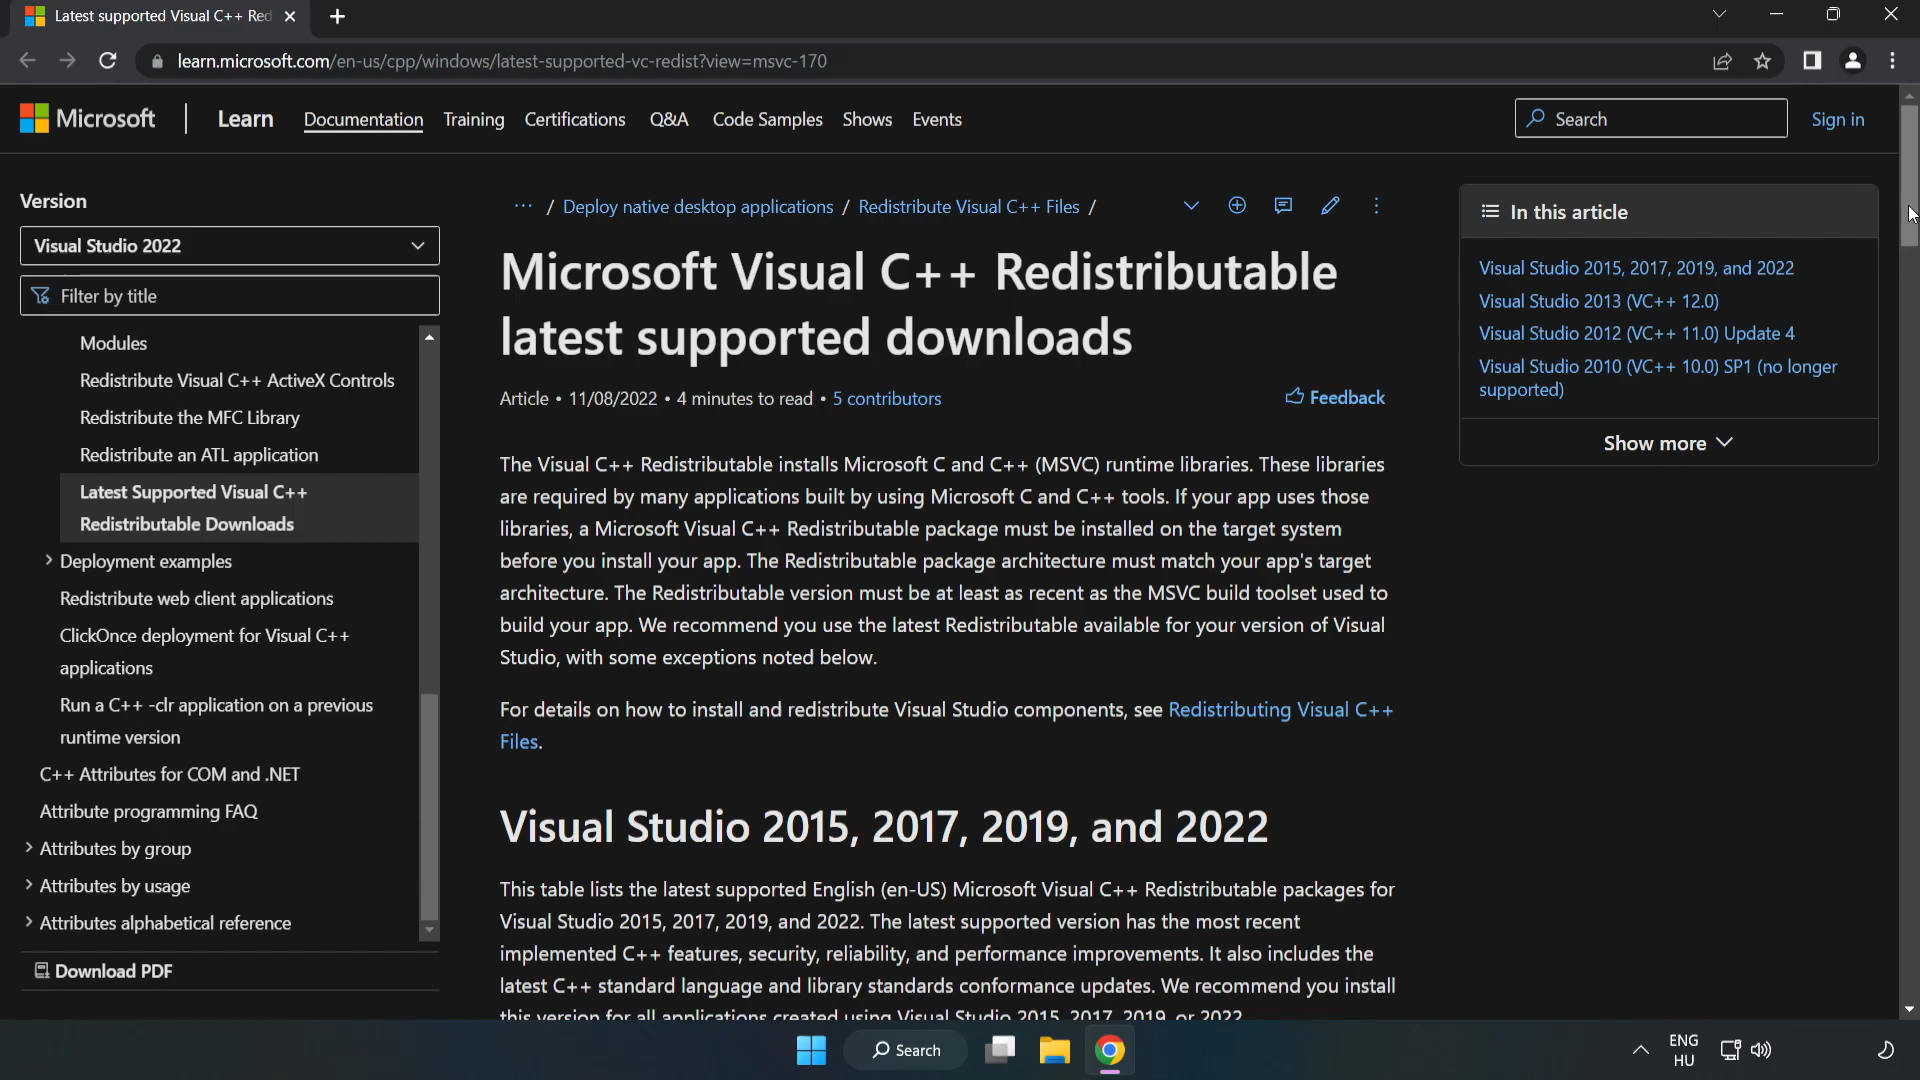 Latest supported Visual C++ Red
learn.microsoft.com/en-us/cpp/windows/latest-supported-vc-redist?view=msvc-170
Microsoft
Learn
Documentation
Training
Certifications
Q&A
Code Samples
Shows
Events
Search
Sign in
Version
Visual Studio 2022
Filter by title
Modules
Redistribute Visual C++ ActiveX Controls
Redistribute the MFC Library
Redistribute an ATL application
Latest Supported Visual C++
Redistributable Downloads
Deployment examples
Redistribute web client applications
ClickOnce deployment for Visual C++
applications
Run a C++ -clr application on a previous
runtime version
C++ Attributes for COM and .NET
Attribute programming FAQ
Attributes by group
Attributes by usage
Attributes alphabetical reference
Download PDF
··· / Deploy native desktop applications / Redistribute Visual C++ Files /
Microsoft Visual C++ Redistributable
latest supported downloads
Article • 11/08/2022 • 4 minutes to read • 5 contributors
Feedback
The Visual C++ Redistributable installs Microsoft C and C++ (MSVC) runtime libraries. These libraries
are required by many applications built by using Microsoft C and C++ tools. If your app uses those
libraries, a Microsoft Visual C++ Redistributable package must be installed on the target system
before you install your app. The Redistributable package architecture must match your app's target
architecture. The Redistributable version must be at least as recent as the MSVC build toolset used to
build your app. We recommend you use the latest Redistributable available for your version of Visual
Studio, with some exceptions noted below.
For details on how to install and redistribute Visual Studio components, see Redistributing Visual C++
Files.
Visual Studio 2015, 2017, 2019, and 2022
This table lists the latest supported English (en-US) Microsoft Visual C++ Redistributable packages for
Visual Studio 2015, 2017, 2019, and 2022. The latest supported version has the most recent
implemented C++ features, security, reliability, and performance improvements. It also includes the
latest C++ standard language and library standards conformance updates. We recommend you install
this version for all applications created using Visual Studio 2015, 2017, 2019, or 2022.
In this article
Visual Studio 2015, 2017, 2019, and 2022
Visual Studio 2013 (VC++ 12.0)
Visual Studio 2012 (VC++ 11.0) Update 4
Visual Studio 2010 (VC++ 10.0) SP1 (no longer
supported)
Show more
Search
ENG
HU